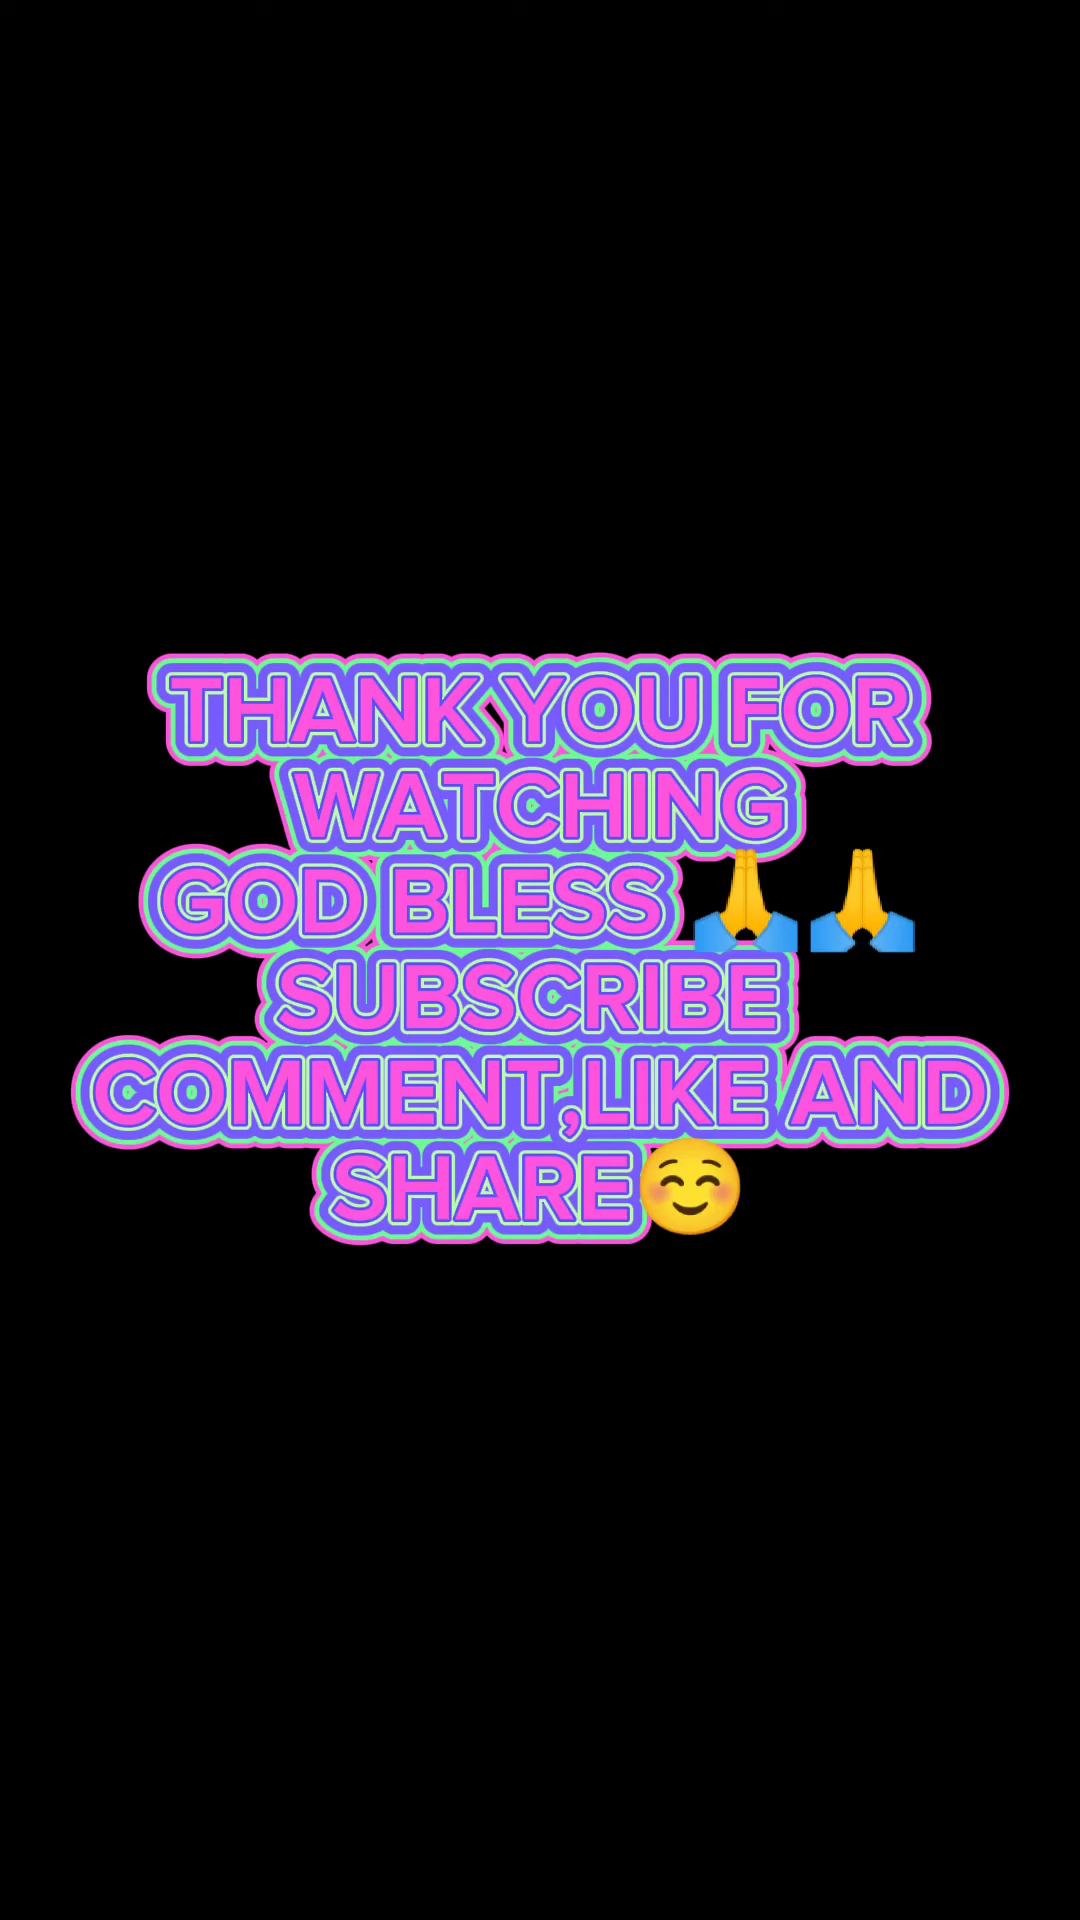 THANK YOU FOR
WATCHING
GOD BLESS 🙏 🙏
SUBSCRIBE
COMMENT,LIKE AND
SHARE☺️